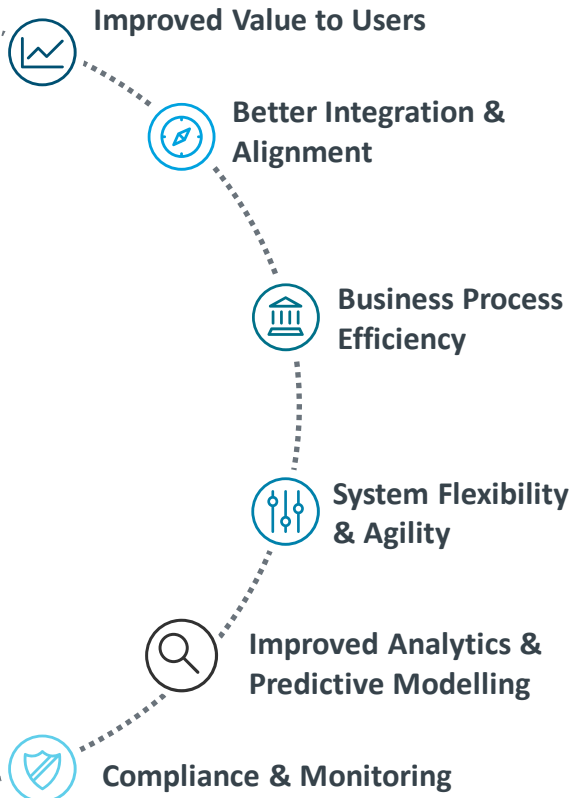 Improved Value to Users
Better Integration &
Alignment
Business Process
Efficiency
System Flexibility
& Agility
Improved Analytics &
Predictive Modelling
Compliance & Monitoring